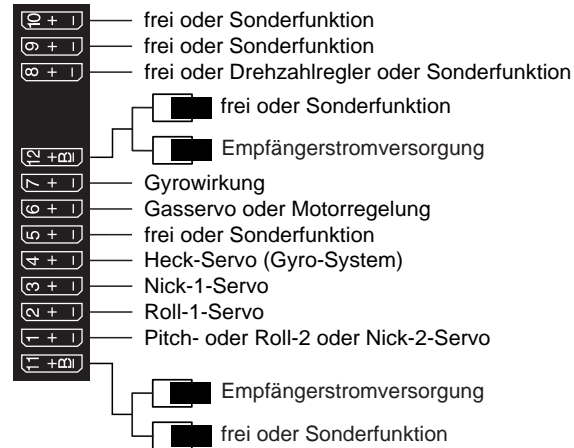 10 + – frei oder Sonderfunktion
9 + – frei oder Sonderfunktion
8 + – frei oder Drehzahlregler oder Sonderfunktion
frei oder Sonderfunktion
12 +B Empfängerstromversorgung
7 + – Gyrowirkung
6 + – Gasservo oder Motorregelung
5 + – frei oder Sonderfunktion
4 + – Heck-Servo (Gyro-System)
3 + – Nick-1-Servo
2 + – Roll-1-Servo
1 + – Pitch- oder Roll-2 oder Nick-2-Servo
11 +B
Empfängerstromversorgung
frei oder Sonderfunktion